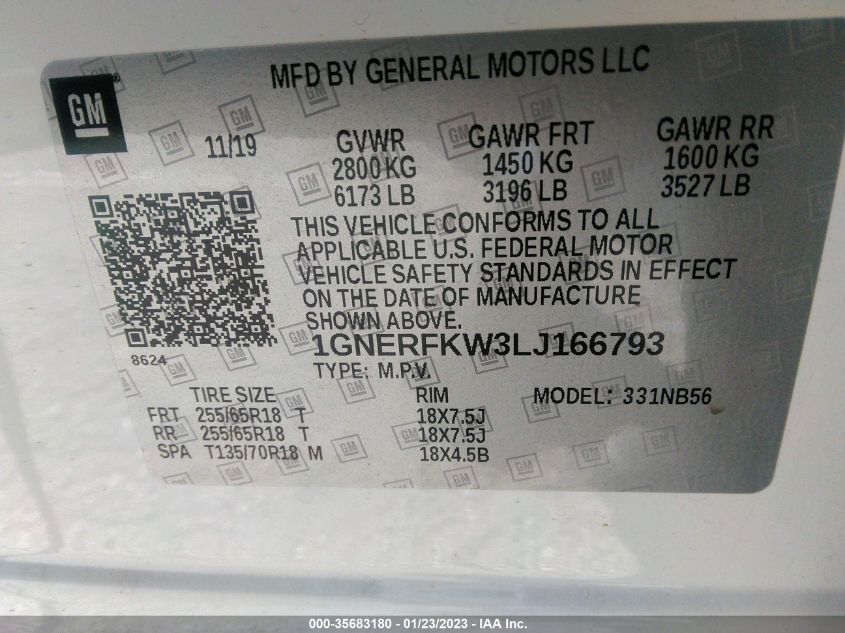 MFD BY GENERAL MOTORS LLC
GM
11/19
GVWR GAWR FRT GAWR RR
2800 KG 1450 KG 1600 KG
6173 LB 3196 LB 3527 LB
THIS VEHICLE CONFORMS TO ALL
APPLICABLE U.S. FEDERAL MOTOR
VEHICLE SAFETY STANDARDS IN EFFECT
ON THE DATE OF MANUFACTURE
SHOWN ABOVE.
1GNERFKW3LJ166793
8624
TYPE: M.P.V.
TIRE SIZE RIM MODEL: 331NB56
FRT 255/65R18 T 18X7.5J
RR 255/65R18 T 18X7.5J
SPA T135/70R18 M 18X4.5B
000-35683180 - 01/23/2023 - IAA Inc.